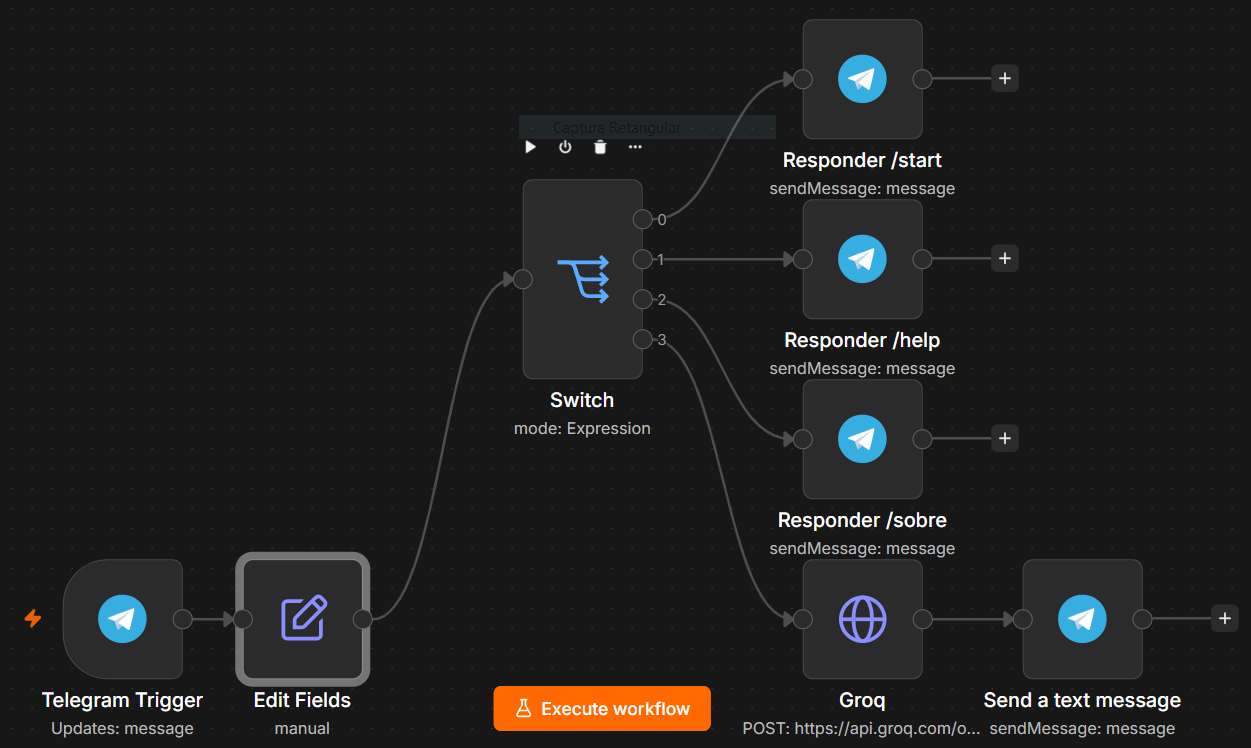 Captura Retangular
Responder /start
sendMessage: message
0
1
2
3
Switch
mode: Expression
Responder /help
sendMessage: message
Responder /sobre
sendMessage: message
Telegram Trigger
Updates: message
Edit Fields
manual
Execute workflow
Groq
POST: https://api.groq.com/o...
Send a text message
sendMessage: message